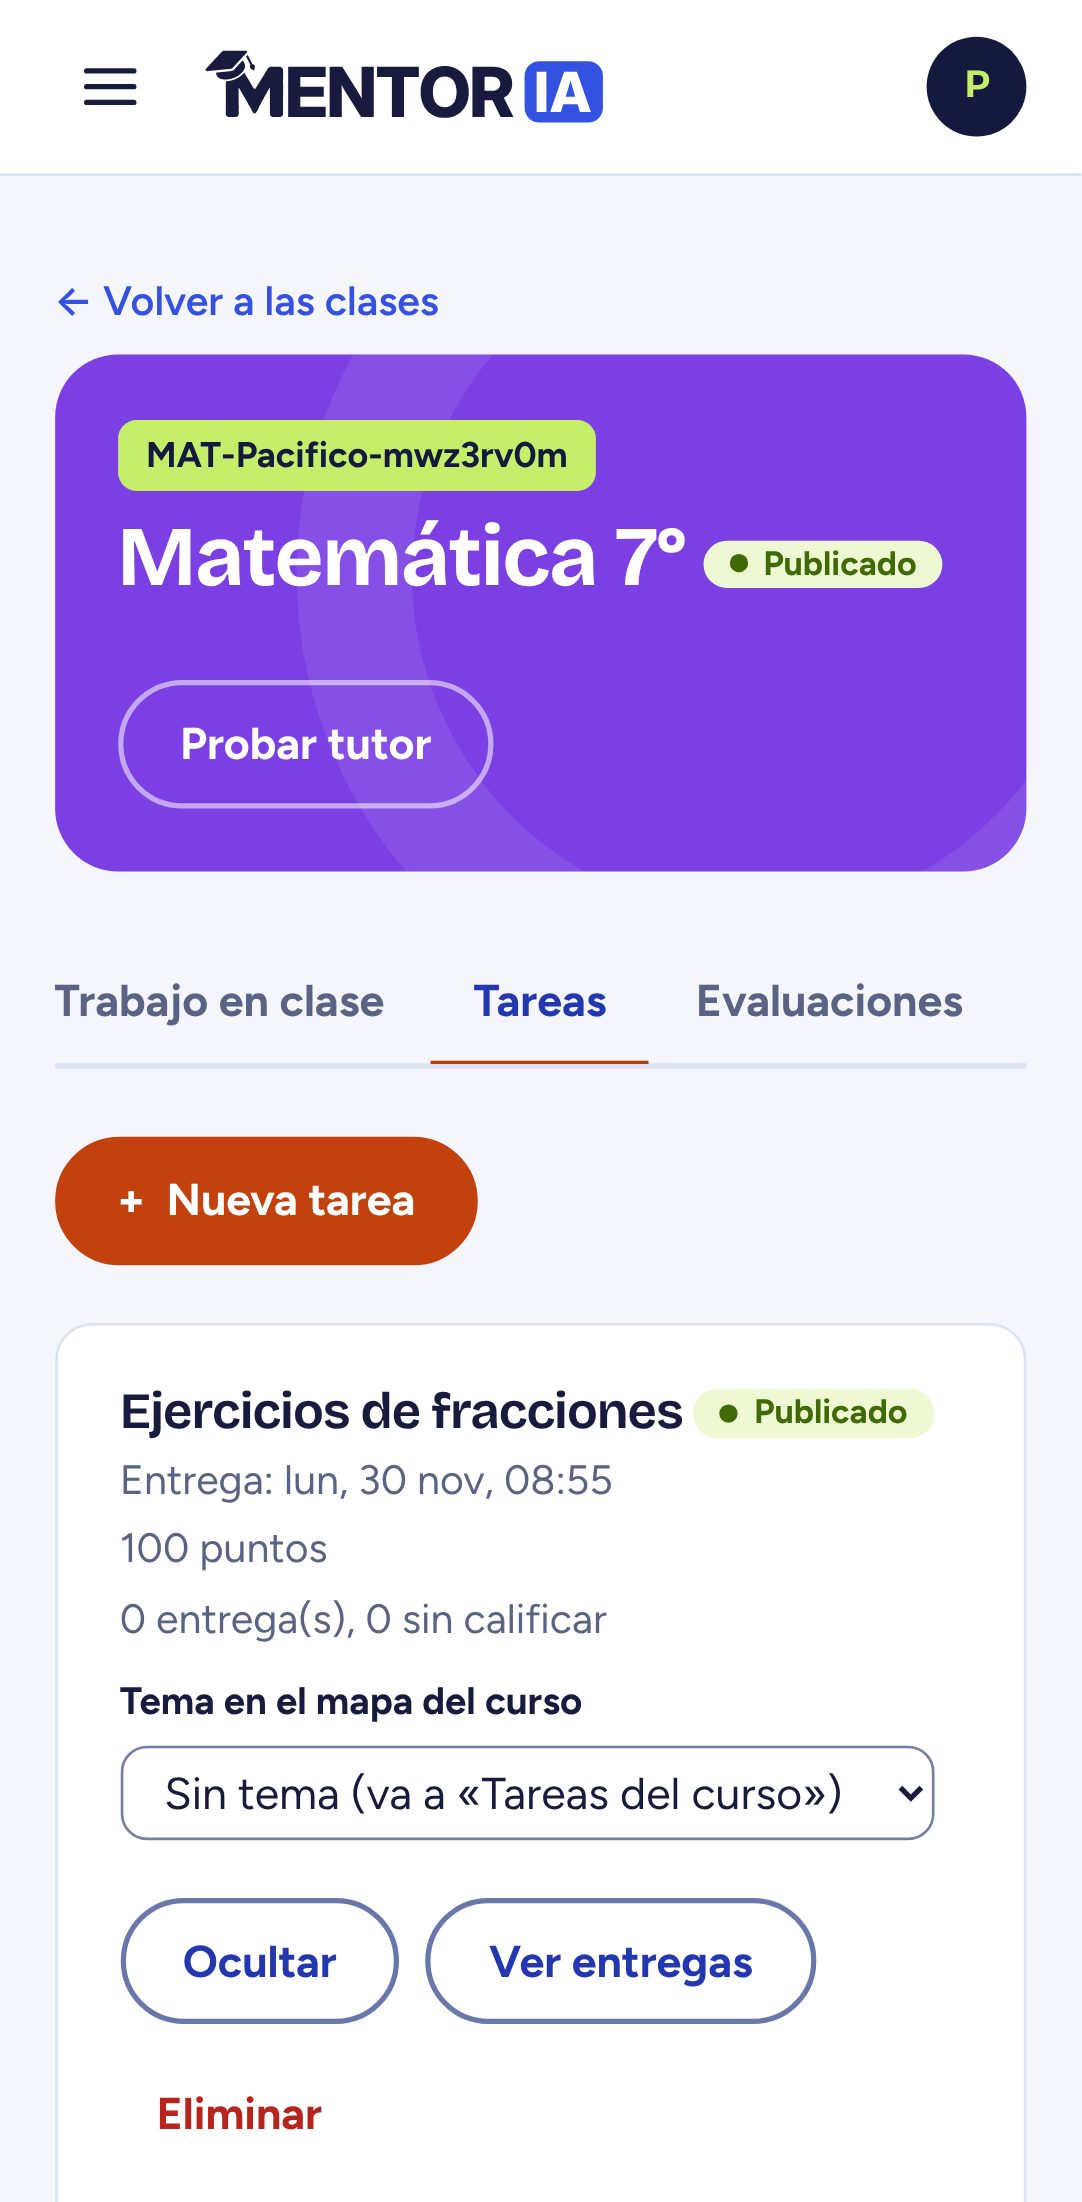 MENTOR IA
P
← Volver a las clases
MAT-Pacifico-mwz3rv0m
Matemática 7° Publicado
Probar tutor
Trabajo en clase Tareas Evaluaciones
+ Nueva tarea
Ejercicios de fracciones Publicado
Entrega: lun, 30 nov, 08:55
100 puntos
0 entrega(s), 0 sin calificar
Tema en el mapa del curso
Sin tema (va a «Tareas del curso»)
Ocultar Ver entregas
Eliminar